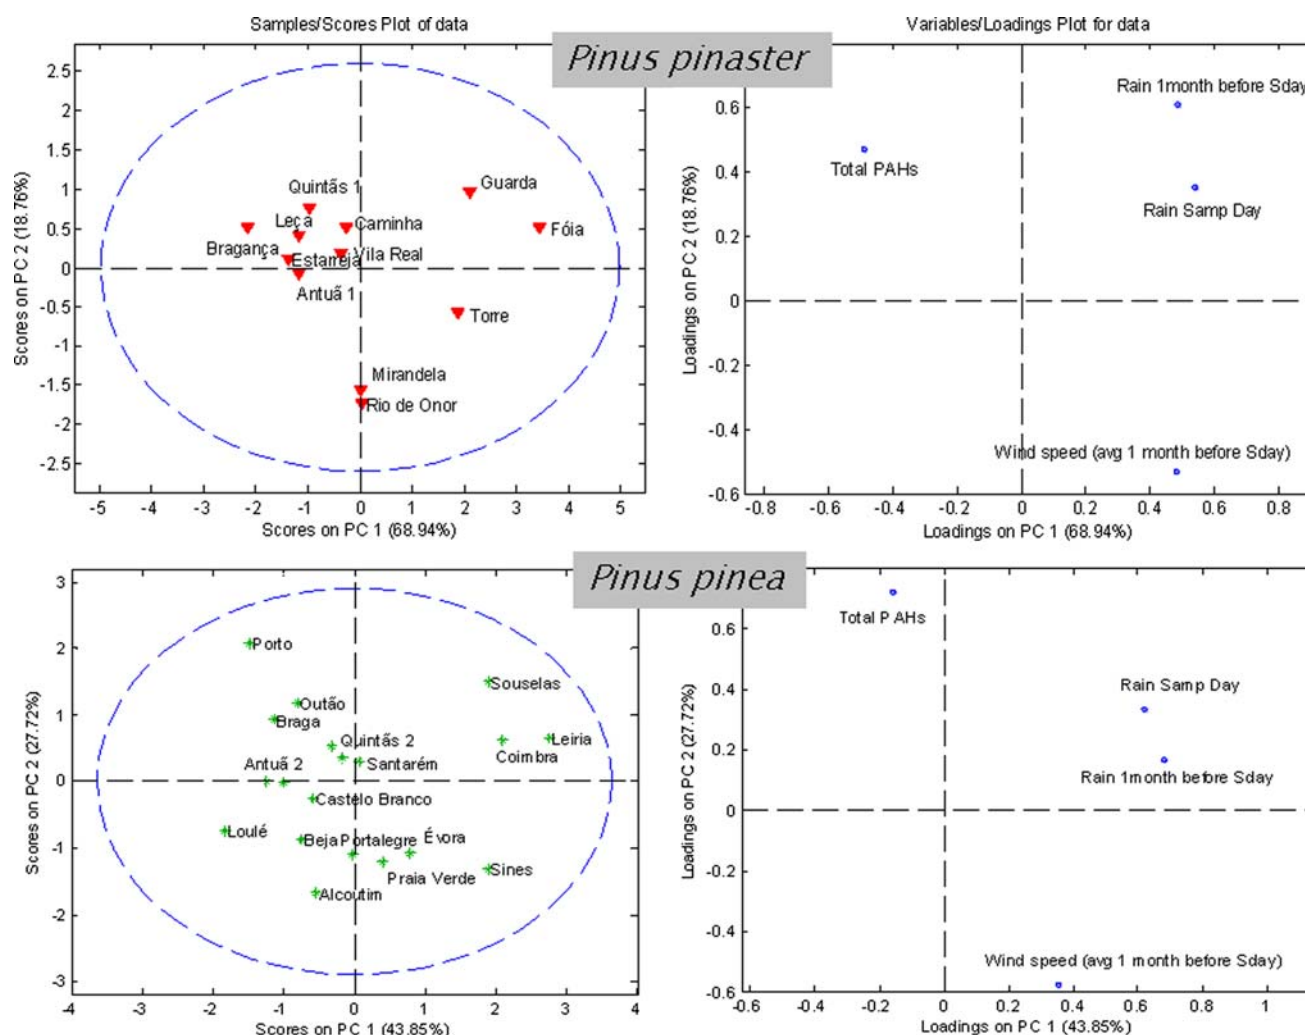 Samples/Scores Plot of data
Variables/Loadings Plot for data
Pinus pinaster
2.5
2
1.5
1
0.5
0
-0.5
-1
-1.5
-2
-2.5
Scores on PC 2 (18.76%)
Quintãs 1
Guarda
Leça
Caminha
Fóia
Bragança
Estarreja
Vila Real
Antuã 1
Torre
Mirandela
Rio de Onor
-5 -4 -3 -2 -1 0 1 2 3 4 5
Scores on PC 1 (68.94%)
0.6
0.4
0.2
0
-0.2
-0.4
-0.6
Loadings on PC 2 (18.76%)
Rain 1month before Sday
Total PAHs
Rain Samp Day
Wind speed (avg 1 month before Sday)
-0.8 -0.6 -0.4 -0.2 0 0.2 0.4 0.6 0.8
Loadings on PC 1 (68.94%)
Pinus pinea
3
2
1
0
-1
-2
-3
Scores on PC 2 (27.72%)
Porto
Souselas
Outão
Braga
Quintãs 2
Leiria
Coimbra
Antuã 2
Santarém
Castelo Branco
Loulé
Beja
Portalegre
Évora
Praia Verde
Sines
Alcoutim
-4 -3 -2 -1 0 1 2 3 4
Scores on PC 1 (43.85%)
0.6
0.4
0.2
0
-0.2
-0.4
-0.6
Loadings on PC 2 (27.72%)
Total PAHs
Rain Samp Day
Rain 1month before Sday
Wind speed (avg 1 month before Sday)
-0.6 -0.4 -0.2 0 0.2 0.4 0.6 0.8 1
Loadings on PC 1 (43.85%)